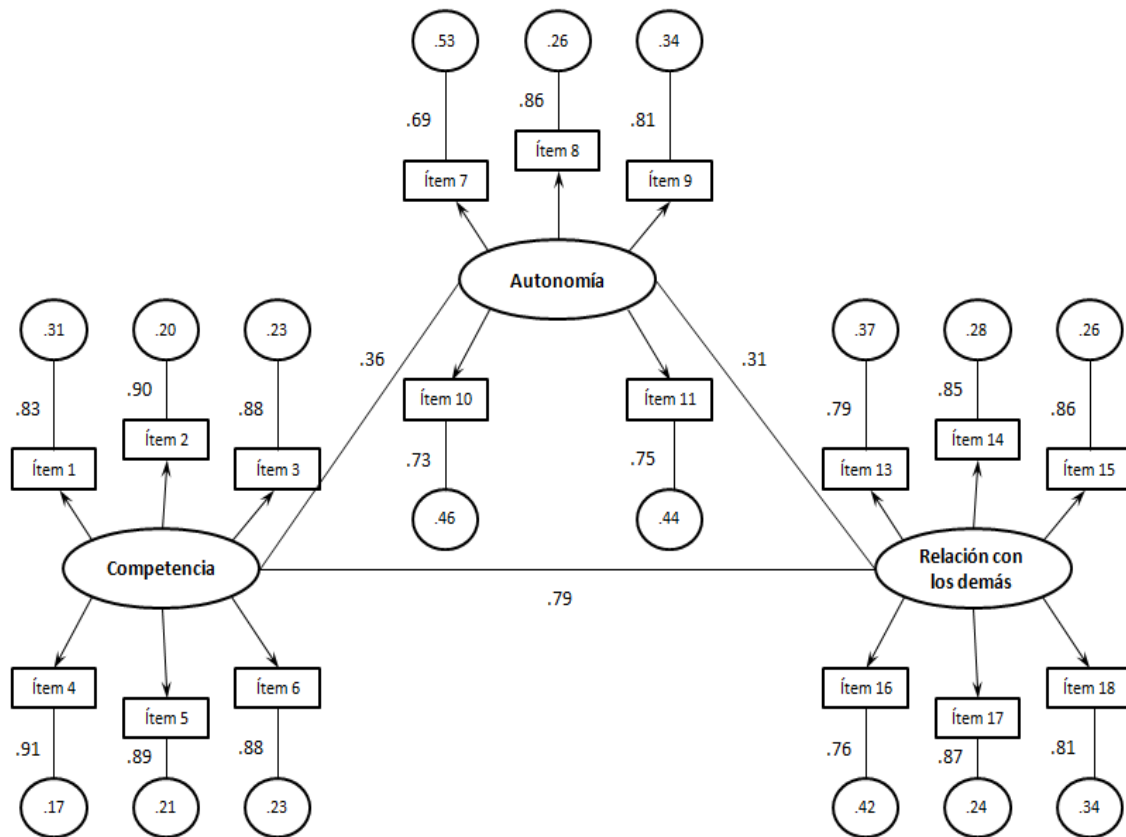 .53
.26
.34
.69
.86
.81
Ítem 7
Ítem 8
Ítem 9
Autonomía
.36
.31
Ítem 10
Ítem 11
.73
.75
.46
.44
.31
.20
.23
.83
.90
.88
Ítem 1
Ítem 2
Ítem 3
Competencia
Ítem 4
Ítem 5
Ítem 6
.91
.89
.88
.17
.21
.23
.79
.37
.28
.26
.79
.85
.86
Ítem 13
Ítem 14
Ítem 15
Relación con
los demás
Ítem 16
Ítem 17
Ítem 18
.76
.87
.81
.42
.24
.34